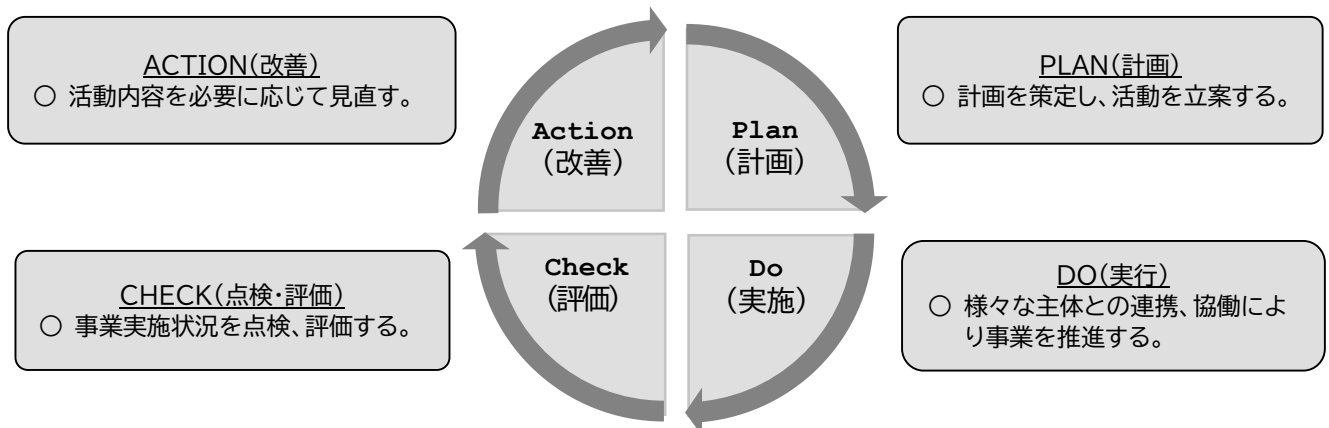 ACTION(改善)
○ 活動内容を必要に応じて見直す。
PLAN(計画)
○ 計画を策定し、活動を立案する。
Action
(改善)
Plan
(計画)
Check
(評価)
Do
(実施)
CHECK(点検・評価)
○ 事業実施状況を点検、評価する。
DO(実行)
○ 様々な主体との連携、協働によ
り事業を推進する。